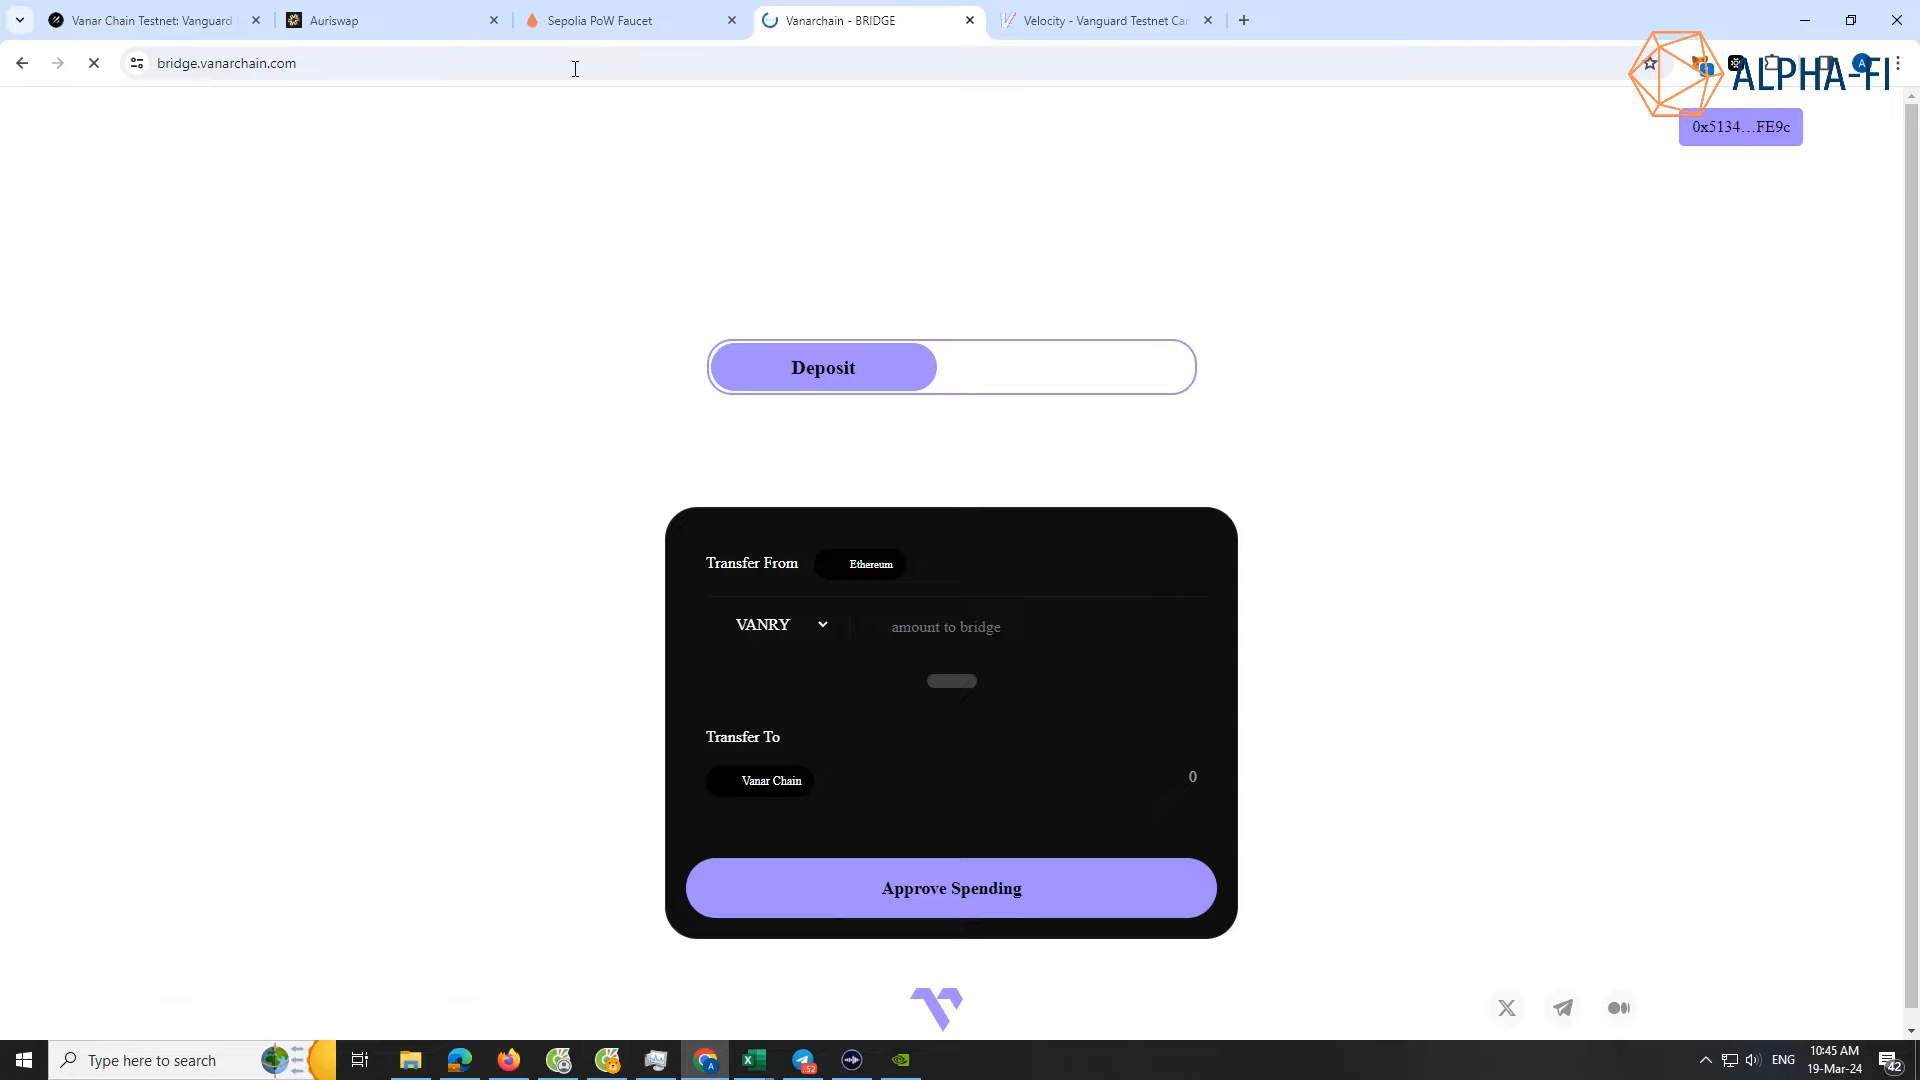 Vanar Chain Testnet: Vanguard
Auriswap
Sepolia PoW Faucet
Vanarchain - BRIDGE
Velocity - Vanguard Testnet Car
bridge.vanarchain.com
ALPHA-FI
0x5134...FE9c
Deposit
Transfer From
Ethereum
VANRY
amount to bridge
Transfer To
Vanar Chain
0
Approve Spending
Type here to search
ENG
10:45 AM
19-Mar-24
42